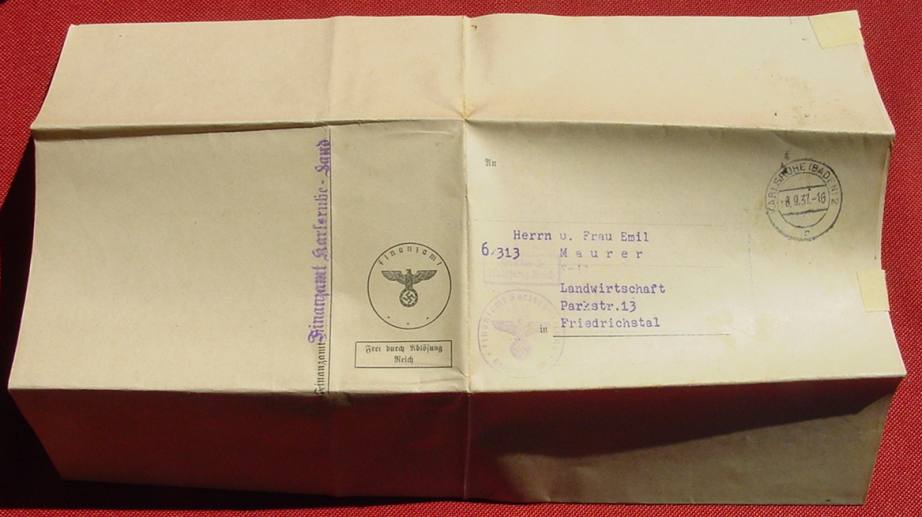 Finanzamt Karlsruhe-Land
Finanzamt
Finanzamt
Frei durch Ablösung
Reich
An
KARLSRUHE (BADEN) 2
8.9.37.-16
c
Herrn u. Frau Emil
6/313
Maurer
Landwirtschaft
Parkstr.13
in Friedrichstal